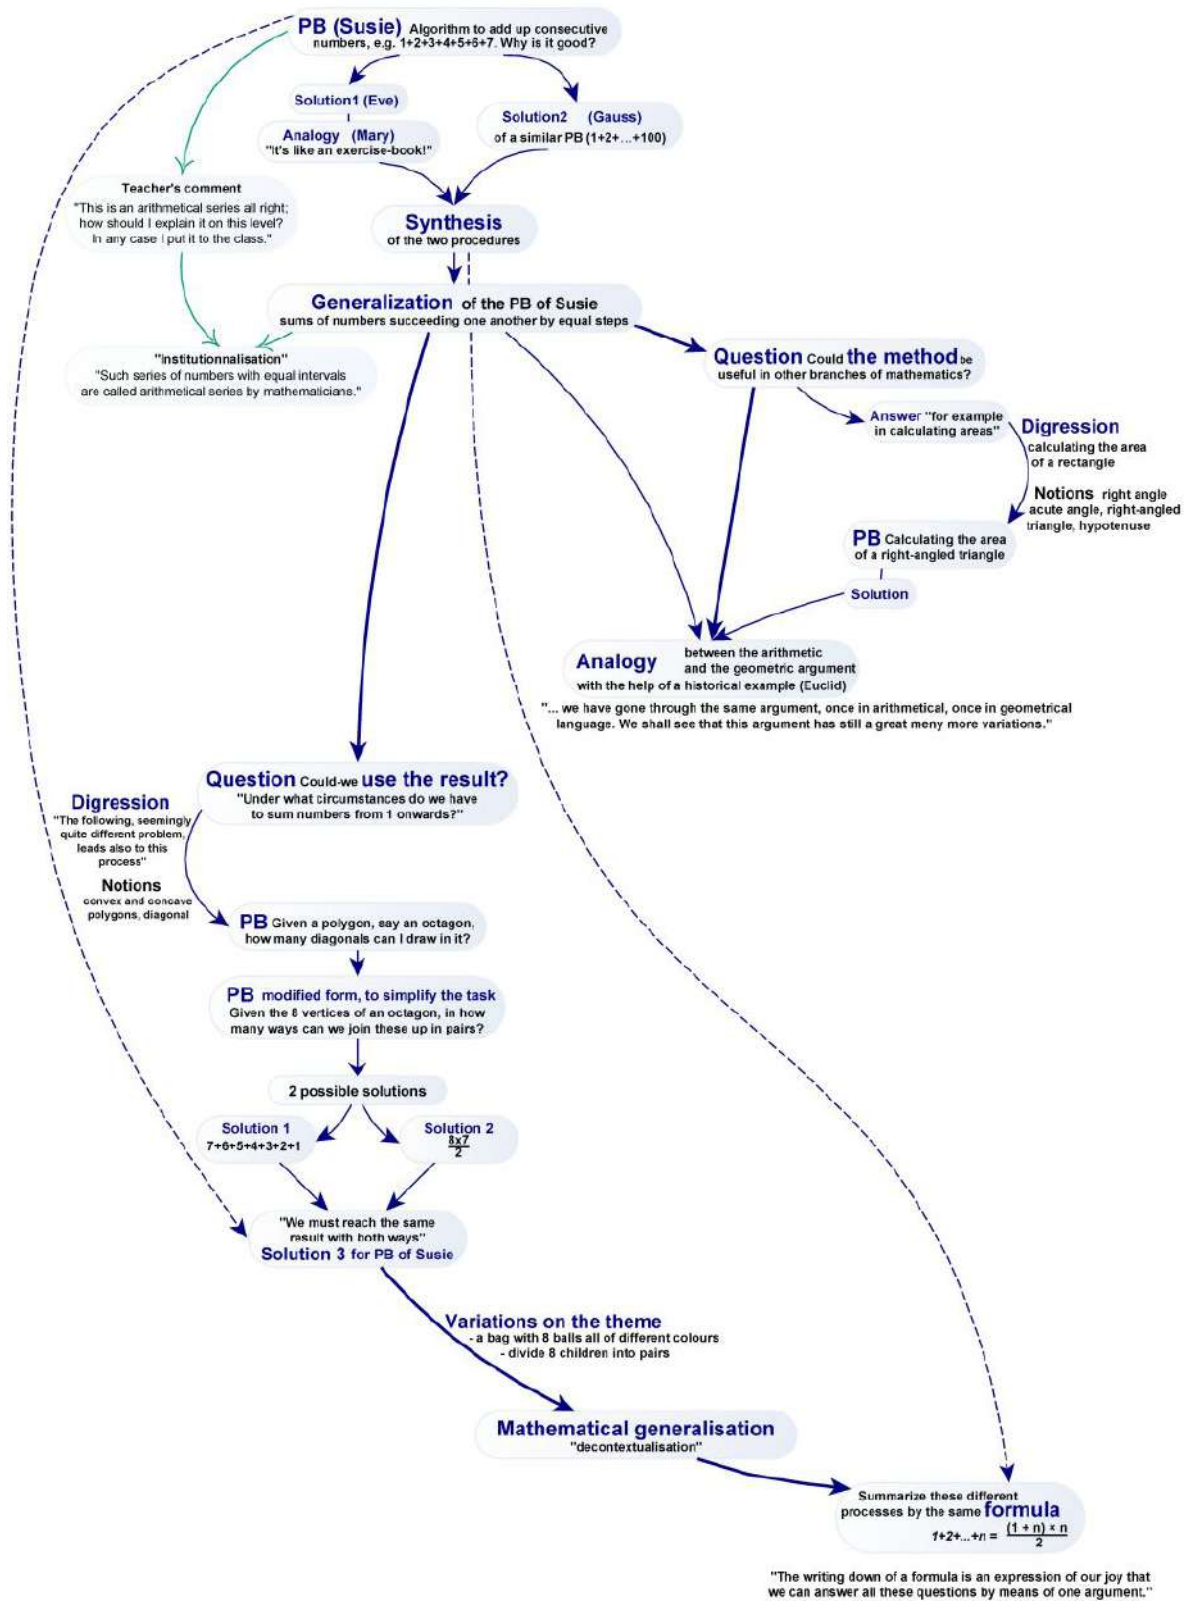 PB (Susie) Algorithm to add up consecutive
numbers, e.g. 1+2+3+4+5+6+7. Why is it good?
Solution1 (Eve)
Analogy (Mary)
"It's like an exercise-book!"
Solution2 (Gauss)
of a similar PB (1+2+...+100)
Teacher's comment
"This is an arithmetical series all right;
how should I explain it on this level?
In any case I put it to the class."
Synthesis
of the two procedures
Generalization of the PB of Susie
sums of numbers succeeding one another by equal steps
"institutionnalisation"
"Such series of numbers with equal intervals
are called arithmetical series by mathematicians."
Question Could the method be
useful in other branches of mathematics?
Answer "for example
in calculating areas"
Digression
calculating the area
of a rectangle
Notions right angle
acute angle, right-angled
triangle, hypotenuse
PB Calculating the area
of a right-angled triangle
Solution
Analogy between the arithmetic
and the geometric argument
with the help of a historical example (Euclid)
"... we have gone through the same argument, once in arithmetical, once in geometrical
language. We shall see that this argument has still a great meny more variations."
Question Could-we use the result?
"Under what circumstances do we have
to sum numbers from 1 onwards?"
Digression
"The following, seemingly
quite different problem,
leads also to this
process"
Notions
convex and concave
polygons, diagonal
PB Given a polygon, say an octagon,
how many diagonals can I draw in it?
PB modified form, to simplify the task
Given the 8 vertices of an octagon, in how
many ways can we join these up in pairs?
2 possible solutions
Solution 1
7+6+5+4+3+2+1
Solution 2
8x7
2
"We must reach the same
result with both ways"
Solution 3 for PB of Susie
Variations on the theme
- a bag with 8 balls all of different colours
- divide 8 children into pairs
Mathematical generalisation
"decontextualisation"
Summarize these different
processes by the same formula
1+2+...+n = (1 + n) × n
2
"The writing down of a formula is an expression of our joy that
we can answer all these questions by means of one argument."